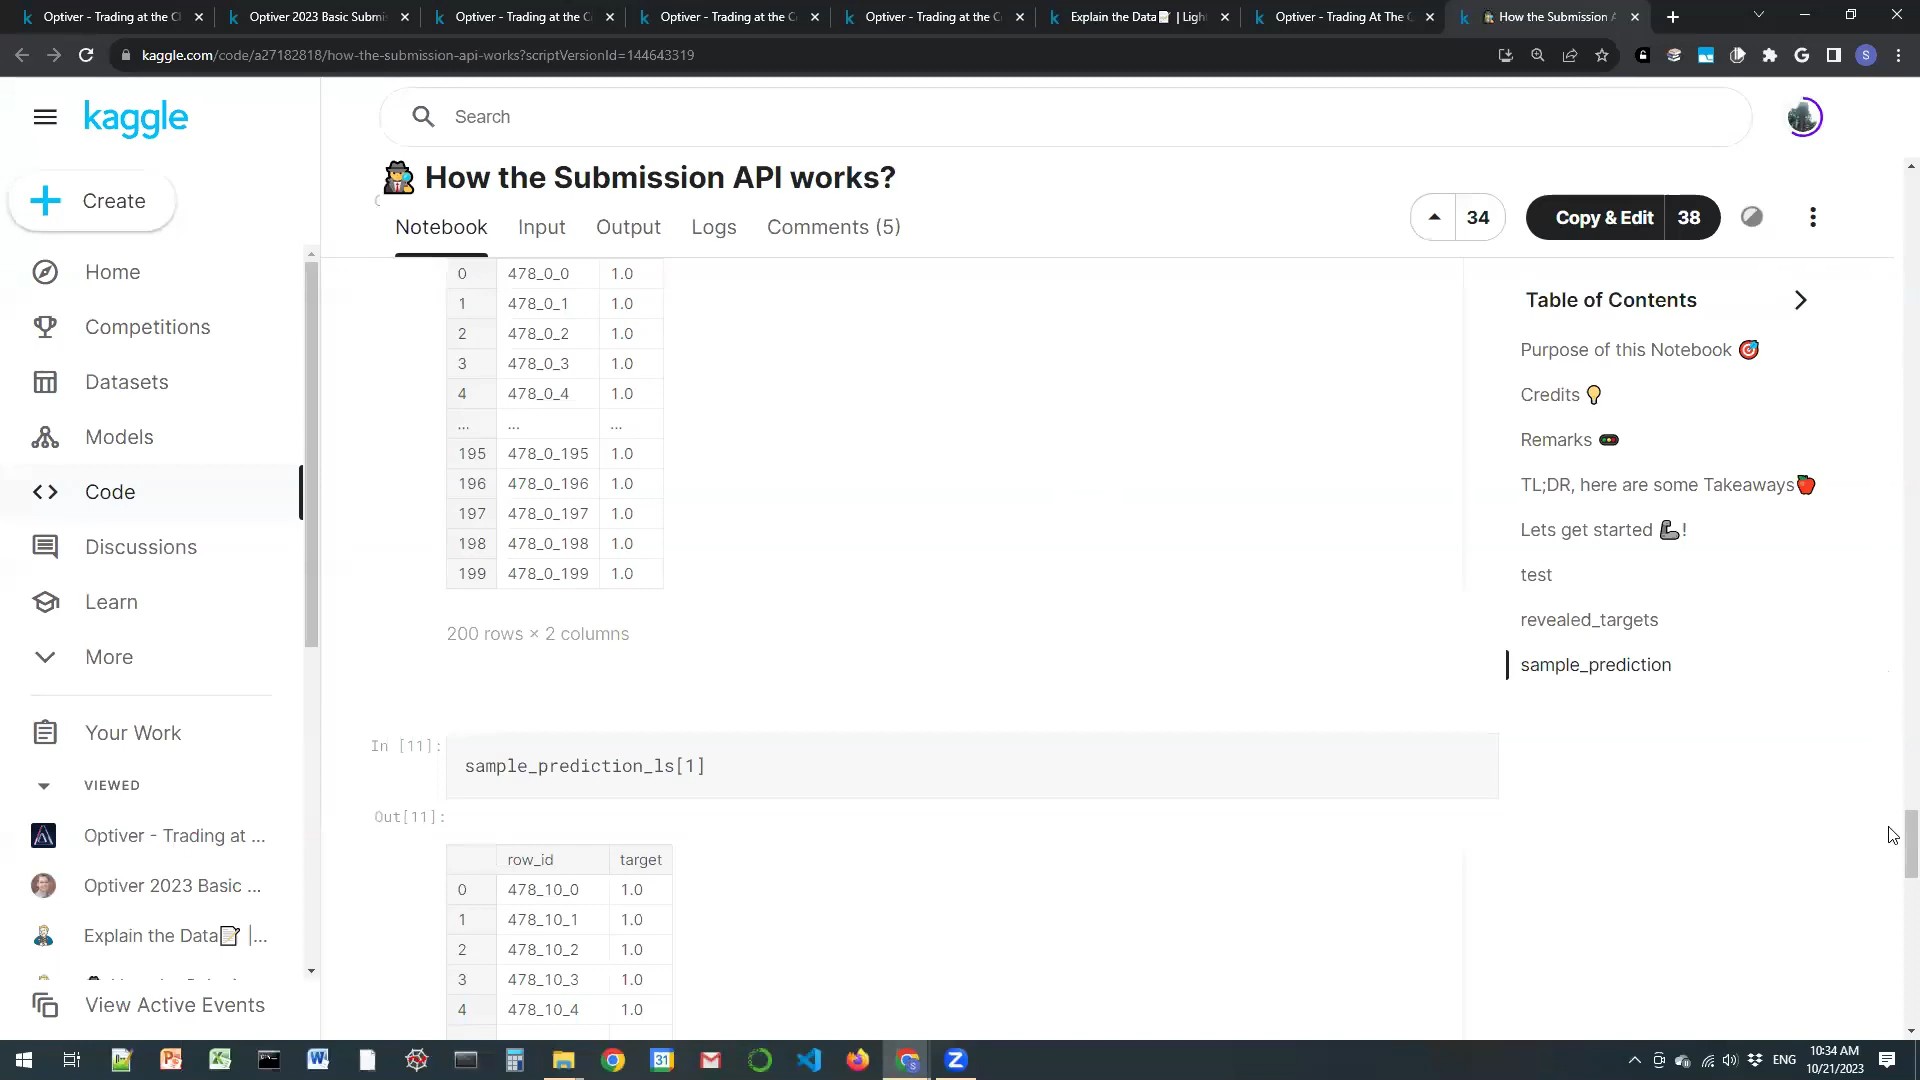 Optiver - Trading at the Cl
Optiver 2023 Basic Submis
Optiver - Trading at the C
Optiver - Trading at the C
Optiver - Trading at the C
Explain the Data | Ligh
Optiver - Trading At The C
How the Submission A
kaggle.com/code/a27182818/how-the-submission-api-works?scriptVersionId=144643319
S
kaggle
Search
Create
Home
Competitions
Datasets
Models
Code
Discussions
Learn
More
Your Work
VIEWED
Optiver - Trading at ...
Optiver 2023 Basic ...
Explain the Data |...
View Active Events
How the Submission API works?
Notebook Input Output Logs Comments (5)
34
Copy & Edit 38
0 478_0_0 1.0
1 478_0_1 1.0
2 478_0_2 1.0
3 478_0_3 1.0
4 478_0_4 1.0
... ... ...
195 478_0_195 1.0
196 478_0_196 1.0
197 478_0_197 1.0
198 478_0_198 1.0
199 478_0_199 1.0
200 rows × 2 columns
In [11]:
sample_prediction_ls[1]
Out[11]:
row_id target
0 478_10_0 1.0
1 478_10_1 1.0
2 478_10_2 1.0
3 478_10_3 1.0
4 478_10_4 1.0
Table of Contents
Purpose of this Notebook
Credits
Remarks
TL;DR, here are some Takeaways
Lets get started !
test
revealed_targets
sample_prediction
ENG
10:34 AM
10/21/2023